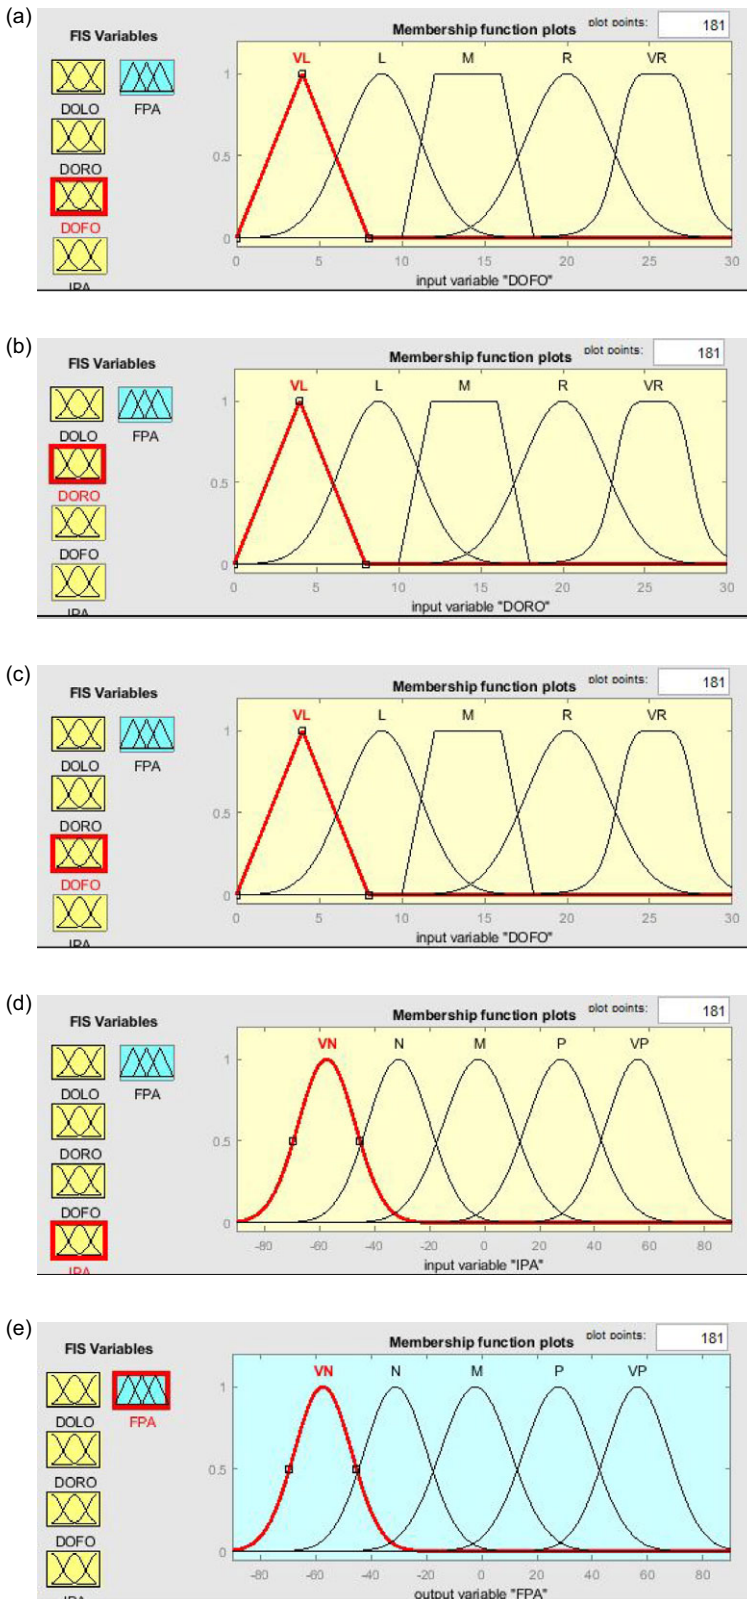 (a)
FIS Variables
Membership function plots
plot points:
181
DOLO
FPA
DORO
DOFO
IPA
VL
L
M
R
VR
1
0.5
0
0
5
10
15
20
25
30
input variable "DOFO"
(b)
FIS Variables
Membership function plots
plot points:
181
DOLO
FPA
DORO
DOFO
IPA
VL
L
M
R
VR
1
0.5
0
0
5
10
15
20
25
30
input variable "DORO"
(c)
FIS Variables
Membership function plots
plot points:
181
DOLO
FPA
DORO
DOFO
IPA
VL
L
M
R
VR
1
0.5
0
0
5
10
15
20
25
30
input variable "DOFO"
(d)
FIS Variables
Membership function plots
plot points:
181
DOLO
FPA
DORO
DOFO
IPA
VN
N
M
P
VP
1
0.5
0
-80
-60
-40
-20
0
20
40
60
80
input variable "IPA"
(e)
FIS Variables
Membership function plots
plot points:
181
DOLO
FPA
DORO
DOFO
IPA
VN
N
M
P
VP
1
0.5
0
-80
-60
-40
-20
0
20
40
60
80
output variable "FPA"